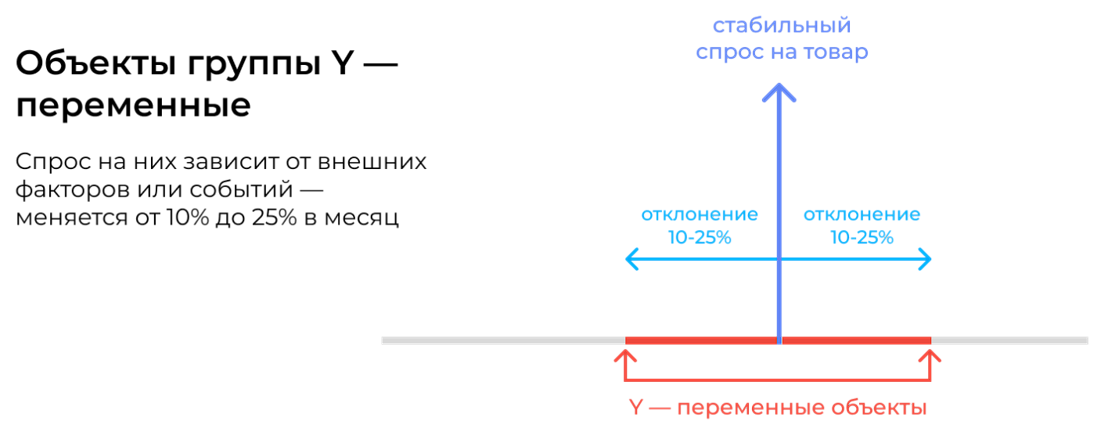 Объекты группы Y —
переменные
Спрос на них зависит от внешних
факторов или событий —
меняется от 10% до 25% в месяц
стабильный
спрос на товар
отклонение
10-25%
отклонение
10-25%
Y — переменные объекты